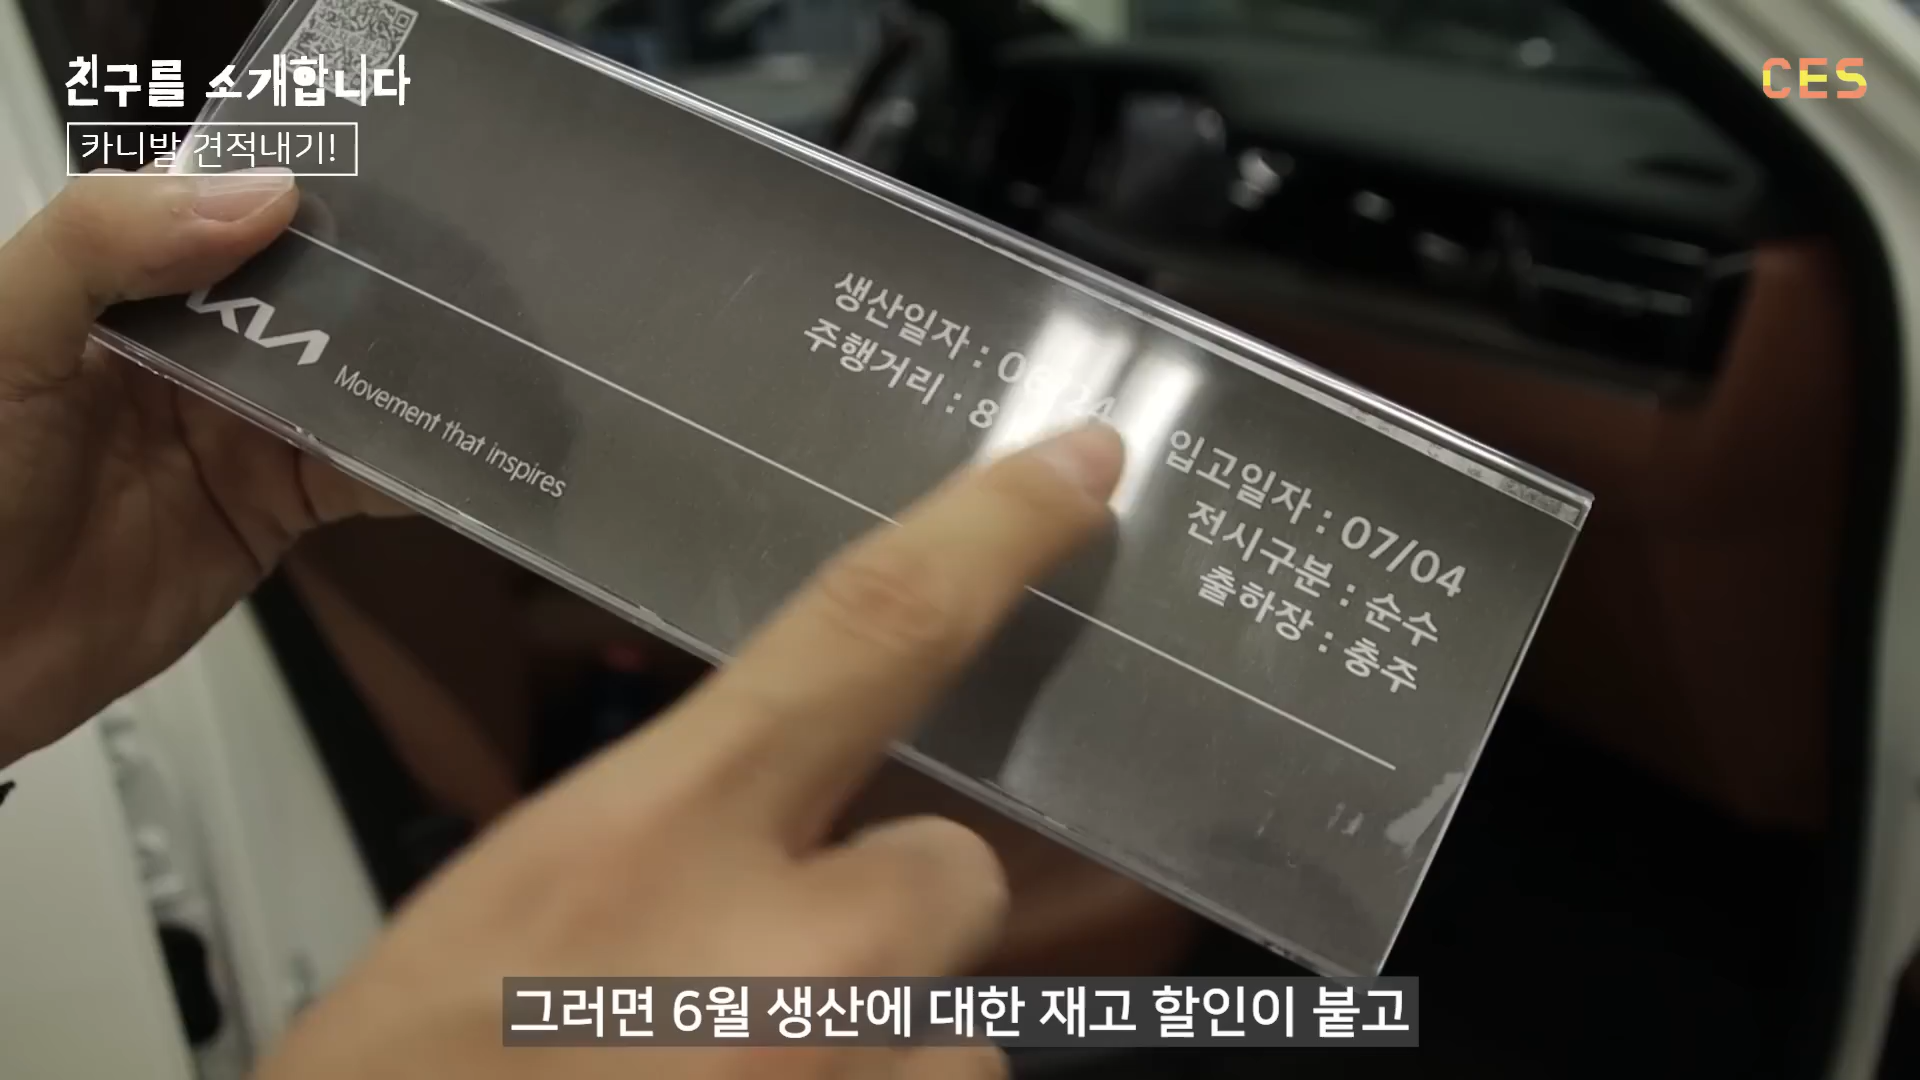 친구를 소개합니다
카니발 견적내기!
CES
생산일자 : 06/24
주행거리 : 8
입고일자 : 07/04
전시구분 : 순수
출하장 : 충주
KIA
Movement that inspires
그러면 6월 생산에 대한 재고 할인이 붙고